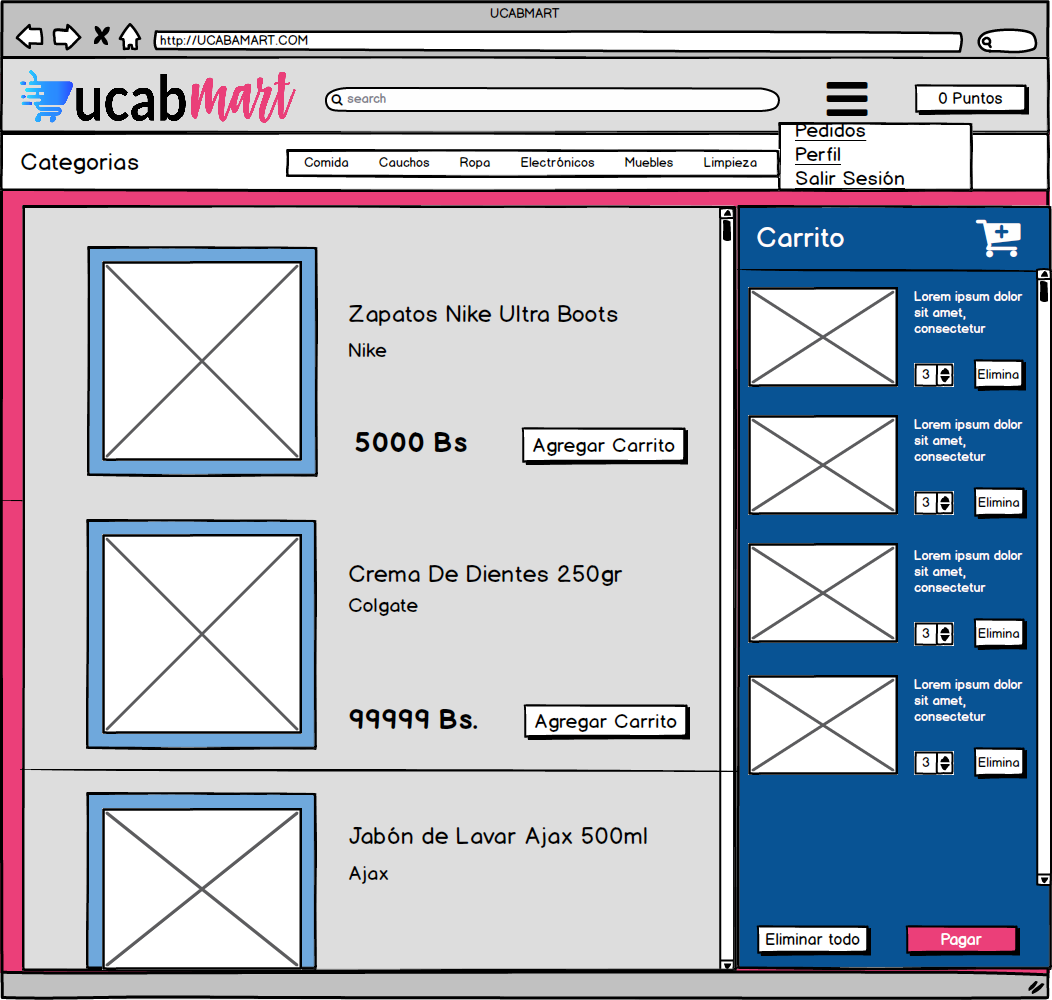 UCABMART
http://UCABAMART.COM
ucabmart
search
0 Puntos
Pedidos
Perfil
Salir Sesión
Categorias
Comida Cauchos Ropa Electrónicos Muebles Limpieza
Zapatos Nike Ultra Boots
Nike
5000 Bs
Agregar Carrito
Crema De Dientes 250gr
Colgate
99999 Bs.
Agregar Carrito
Jabón de Lavar Ajax 500ml
Ajax
Carrito
Lorem ipsum dolor
sit amet,
consectetur
3
Elimina
Lorem ipsum dolor
sit amet,
consectetur
3
Elimina
Lorem ipsum dolor
sit amet,
consectetur
3
Elimina
Lorem ipsum dolor
sit amet,
consectetur
3
Elimina
Eliminar todo
Pagar